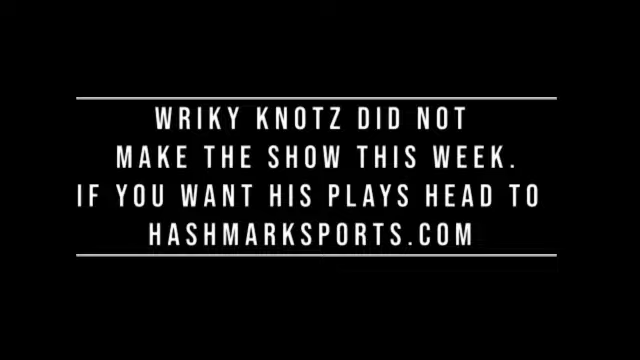 WRIKY KNOTZ DID NOT
MAKE THE SHOW THIS WEEK.
IF YOU WANT HIS PLAYS HEAD TO
HASHMARKSPORTS.COM